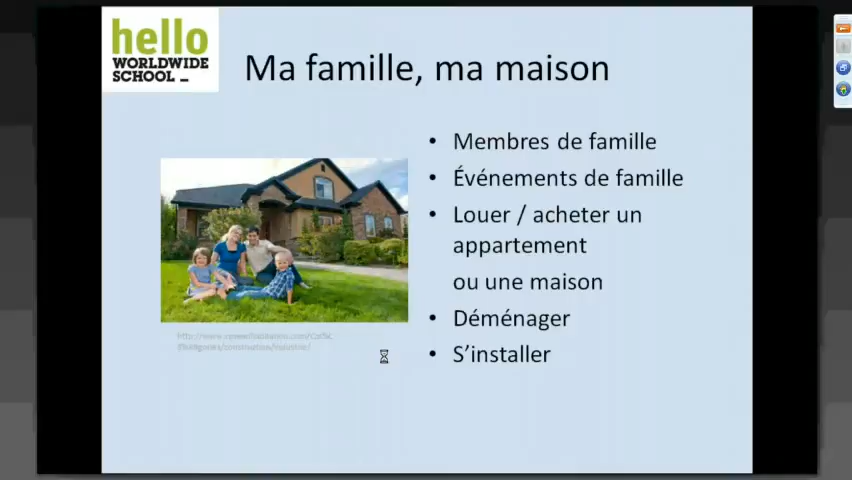 hello
WORLDWIDE
SCHOOL
Ma famille, ma maison
• Membres de famille
• Événements de famille
• Louer / acheter un
appartement
ou une maison
• Déménager
• S’installer